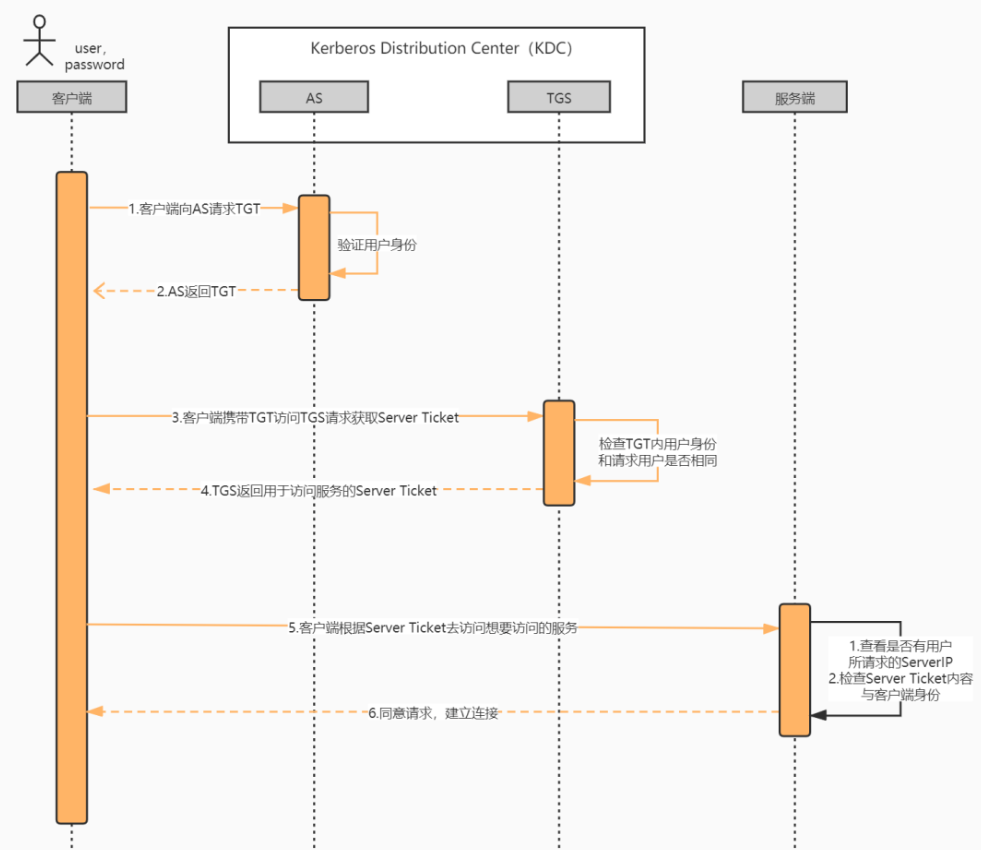 user,
password
Kerberos Distribution Center（KDC）
客户端
AS
TGS
服务端
1.客户端向AS请求TGT
验证用户身份
2.AS返回TGT
3.客户端携带TGT访问TGS请求获取Server Ticket
检查TGT内用户身份
和请求用户是否相同
4.TGS返回用于访问服务的Server Ticket
5.客户端根据Server Ticket去访问想要访问的服务
1.查看是否有用户
所请求的ServerIP
2.检查Server Ticket内容
与客户端身份
6.同意请求，建立连接